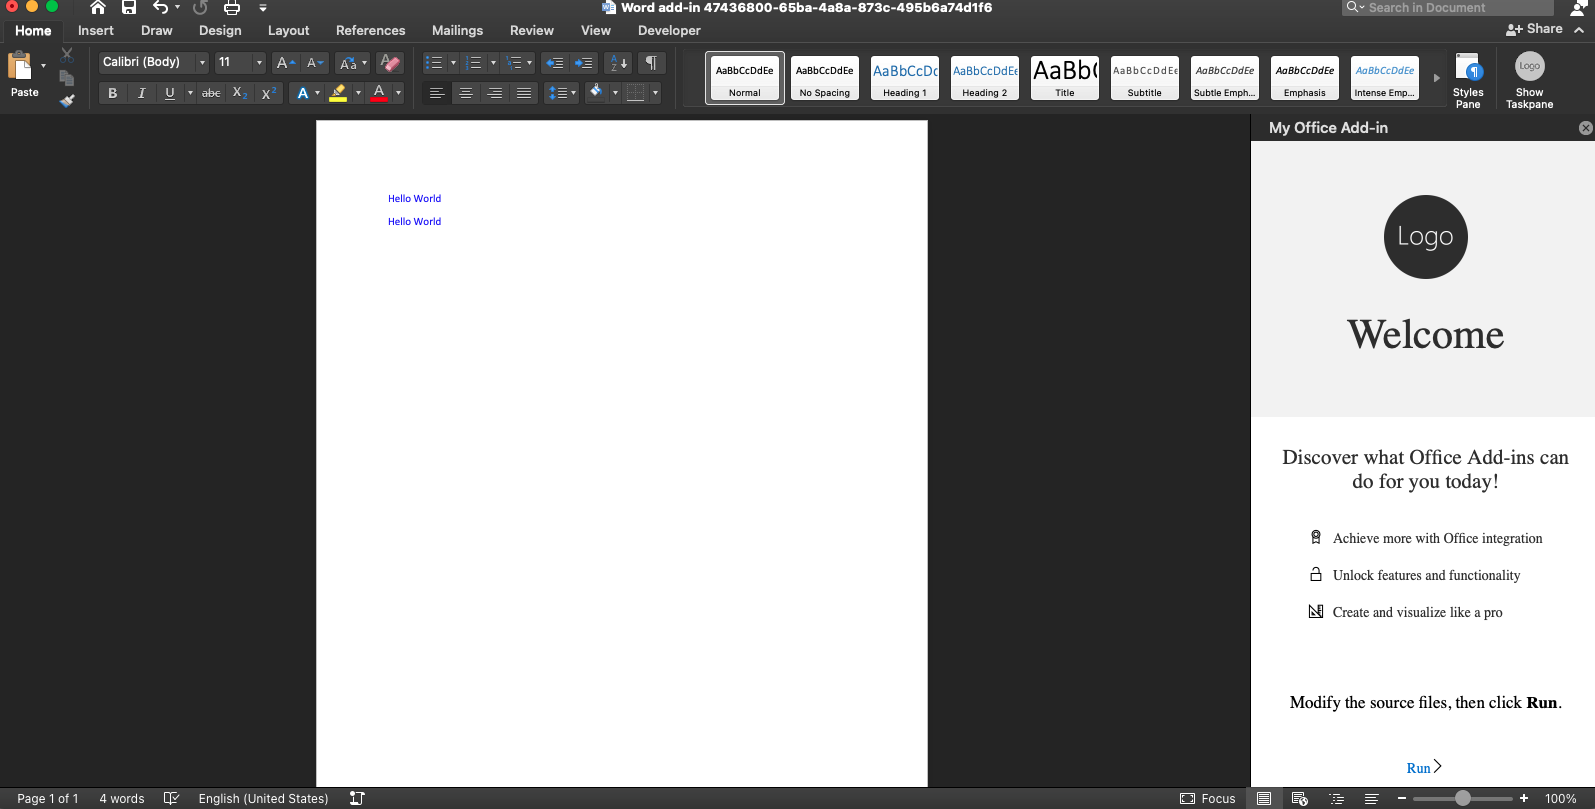 Word add-in 47436800-65ba-4a8a-873c-495b6a74d1f6
Search in Document
Home Insert Draw Design Layout References Mailings Review View Developer
Share
Paste
Calibri (Body) 11
B I U abc X2 X2 A A
AaBbCcDdEe
Normal
AaBbCcDdEe
No Spacing
AaBbCcDc
Heading 1
AaBbCcDdEe
Heading 2
AaBb(
Title
AaBbCcDdEe
Subtitle
AaBbCcDdEe
Subtle Emph...
AaBbCcDdEe
Emphasis
AaBbCcDdEe
Intense Emp...
Styles
Pane
Logo
Show
Taskpane
Hello World
Hello World
My Office Add-in
Logo
Welcome
Discover what Office Add-ins can
do for you today!
Achieve more with Office integration
Unlock features and functionality
Create and visualize like a pro
Modify the source files, then click Run.
Run
Page 1 of 1 4 words English (United States) Focus 100%